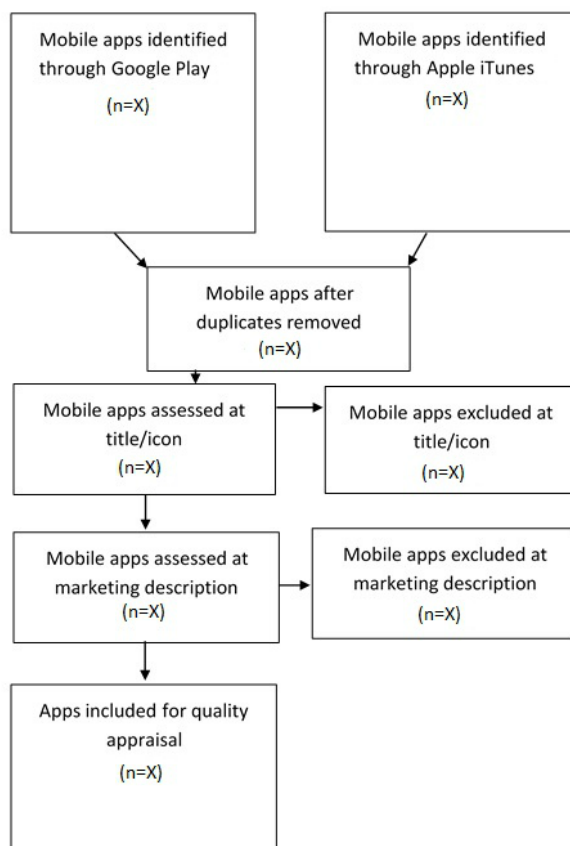 Mobile apps identified
through Google Play
(n=X)
Mobile apps identified
through Apple iTunes
(n=X)
Mobile apps after
duplicates removed
(n=X)
Mobile apps assessed at
title/icon
(n=X)
Mobile apps excluded at
title/icon
(n=X)
Mobile apps assessed at
marketing description
(n=X)
Mobile apps excluded at
marketing description
(n=X)
Apps included for quality
appraisal
(n=X)